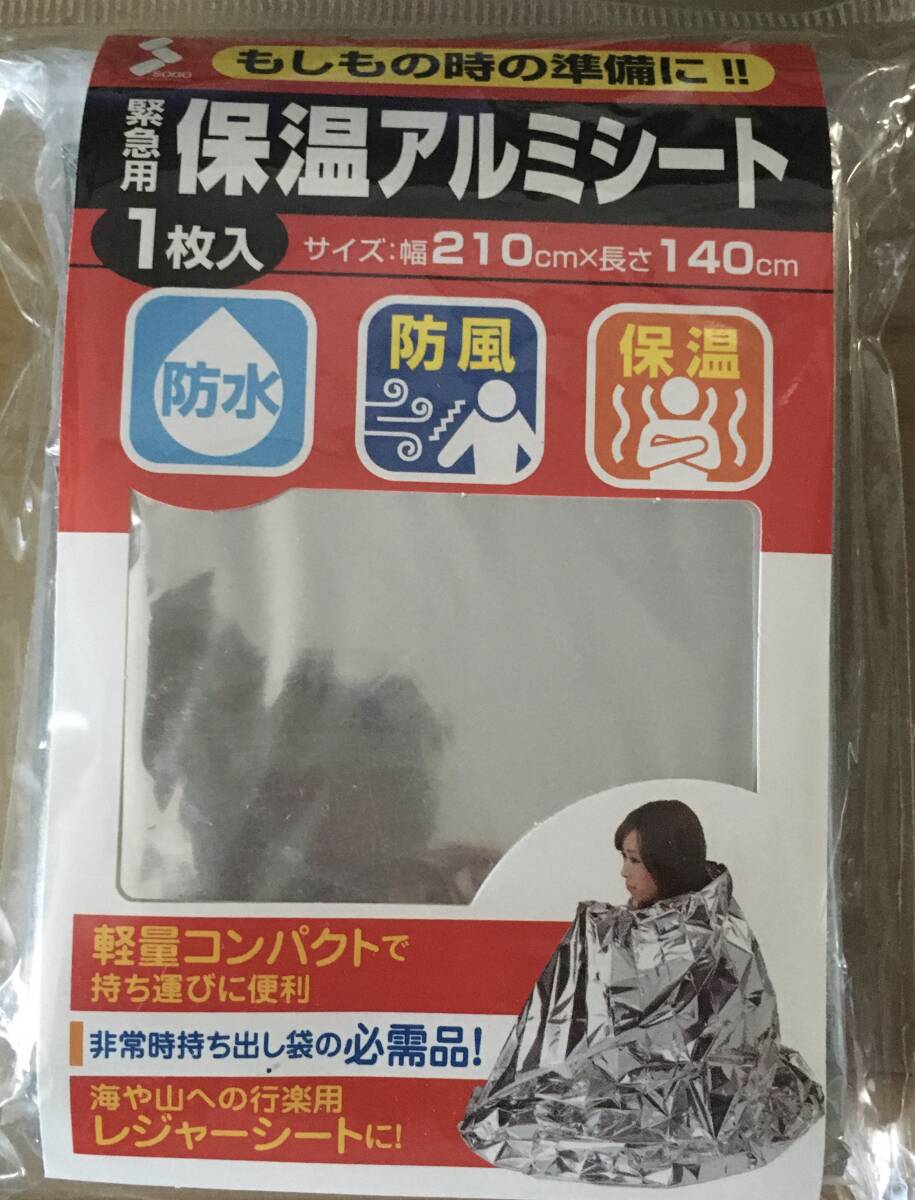 SOGO
もしもの時の準備に!!
緊急用
保温アルミシート
1枚入
サイズ:幅210cm×長さ140cm
防水
防風
保温
軽量コンパクトで
持ち運びに便利
非常時持ち出し袋の必需品!
海や山への行楽用
レジャーシートに!